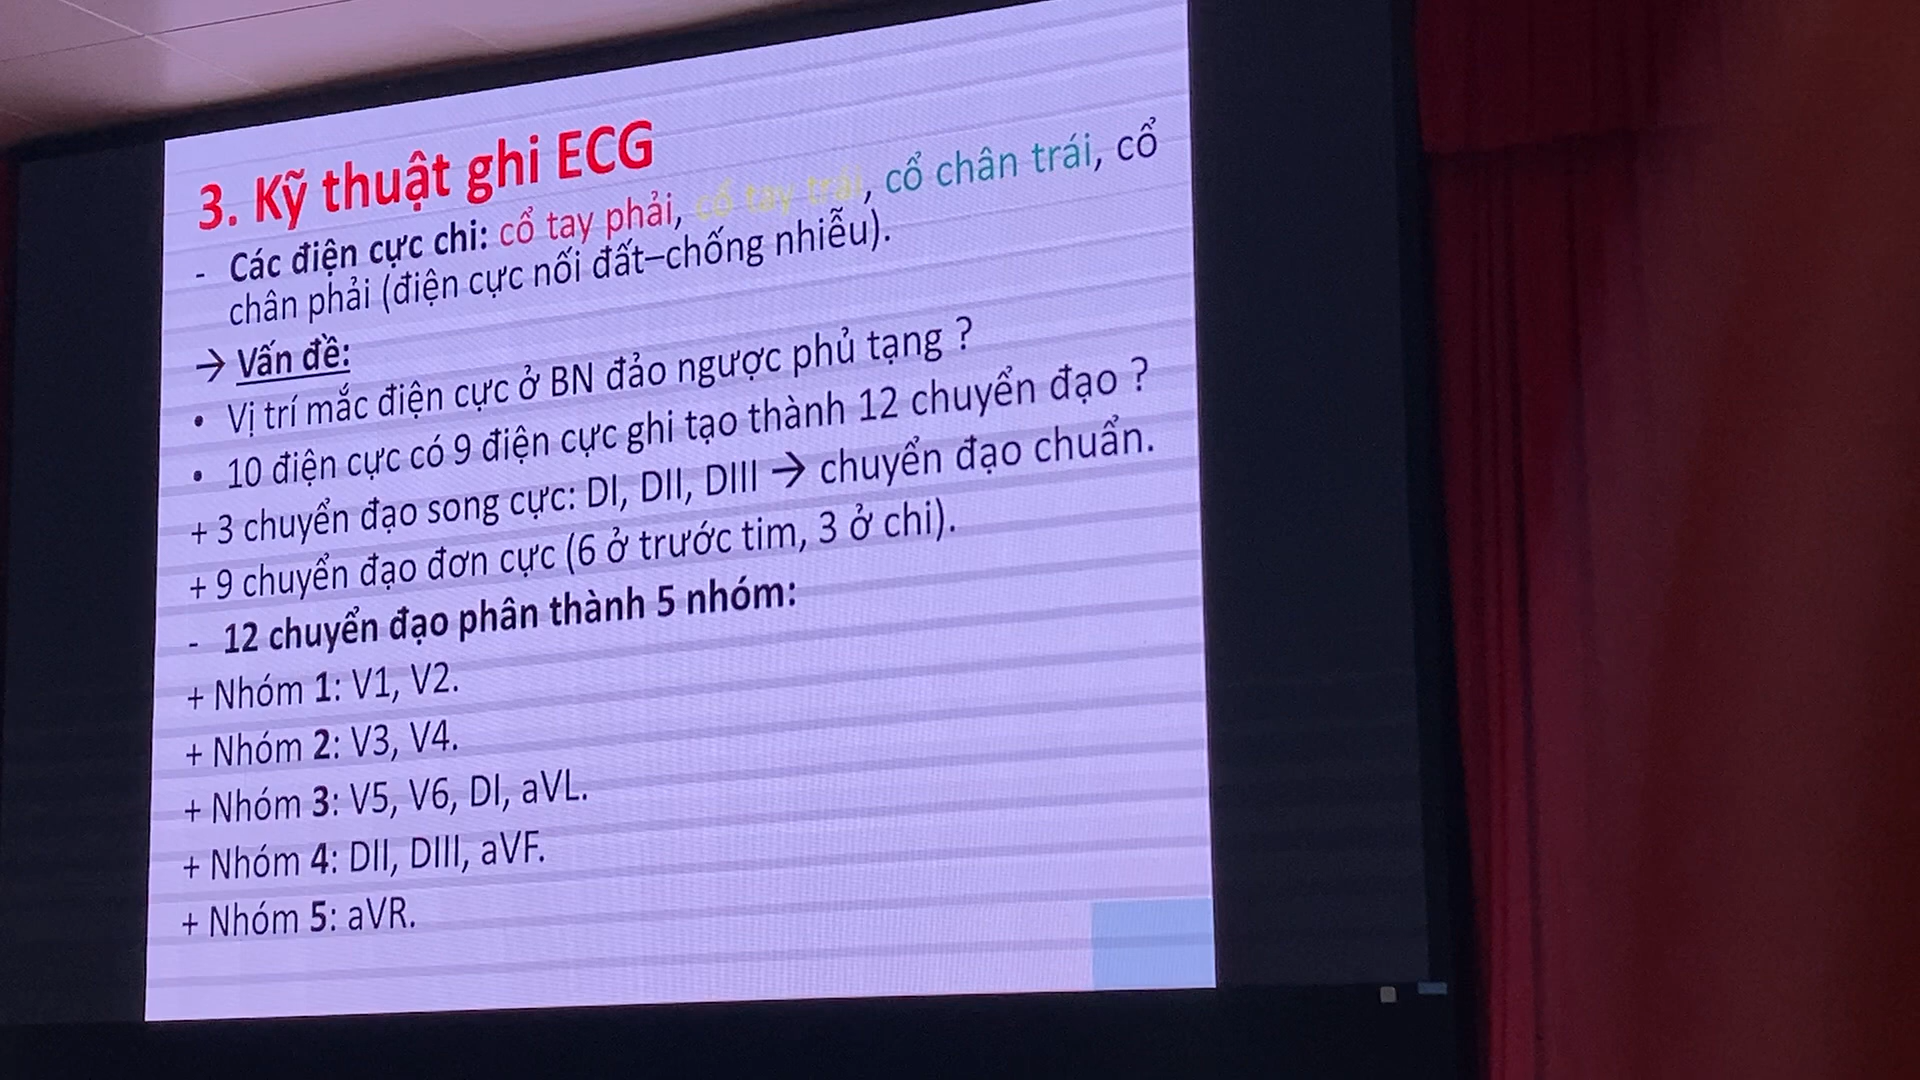 3. Kỹ thuật ghi ECG
- Các điện cực chi: cổ tay phải, cổ tay trái, cổ chân trái, cổ
chân phải (điện cực nối đất–chống nhiễu).
→ Vấn đề:
• Vị trí mắc điện cực ở BN đảo ngược phủ tạng ?
• 10 điện cực có 9 điện cực ghi tạo thành 12 chuyển đạo ?
+ 3 chuyển đạo song cực: DI, DII, DIII → chuyển đạo chuẩn.
+ 9 chuyển đạo đơn cực (6 ở trước tim, 3 ở chi).
- 12 chuyển đạo phân thành 5 nhóm:
+ Nhóm 1: V1, V2.
+ Nhóm 2: V3, V4.
+ Nhóm 3: V5, V6, DI, aVL.
+ Nhóm 4: DII, DIII, aVF.
+ Nhóm 5: aVR.